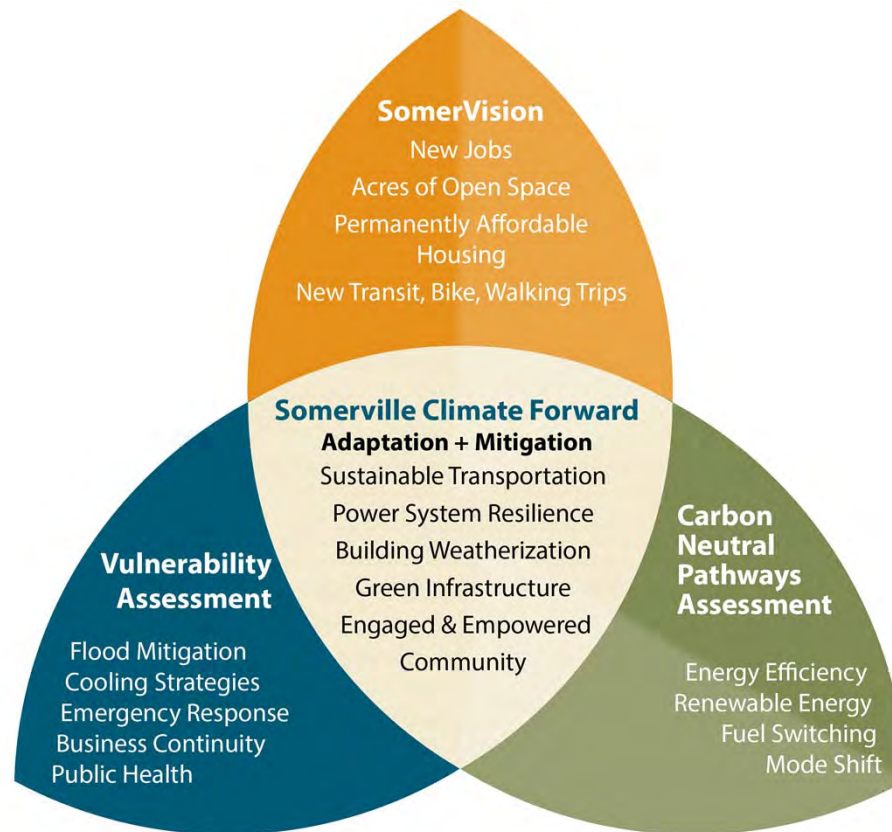 SomerVision
New Jobs
Acres of Open Space
Permanently Affordable
Housing
New Transit, Bike, Walking Trips
Somerville Climate Forward
Adaptation + Mitigation
Sustainable Transportation
Power System Resilience
Building Weatherization
Green Infrastructure
Engaged & Empowered
Community
Vulnerability
Assessment
Flood Mitigation
Cooling Strategies
Emergency Response
Business Continuity
Public Health
Carbon
Neutral
Pathways
Assessment
Energy Efficiency
Renewable Energy
Fuel Switching
Mode Shift